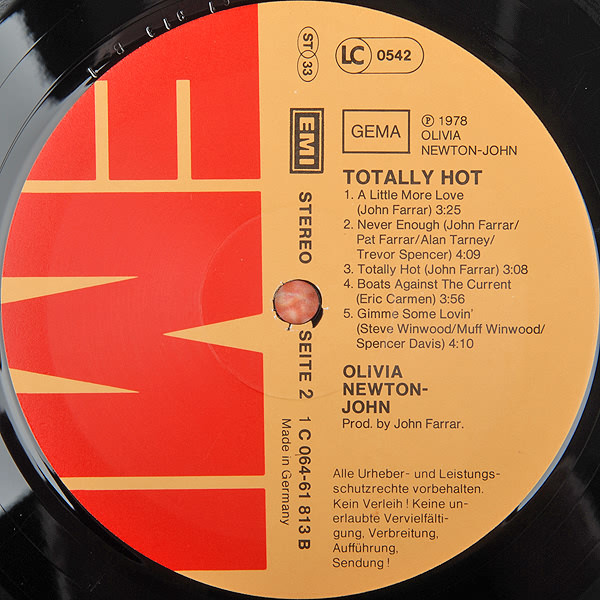 ST 33
LC 0542
EMI
GEMA
℗ 1978
OLIVIA
NEWTON-JOHN
TOTALLY HOT
1. A Little More Love
(John Farrar) 3:25
2. Never Enough (John Farrar/
Pat Farrar/Alan Tarney/
Trevor Spencer) 4:09
3. Totally Hot (John Farrar) 3:08
4. Boats Against The Current
(Eric Carmen) 3:56
5. Gimme Some Lovin'
(Steve Winwood/Muff Winwood/
Spencer Davis) 4:10
OLIVIA
NEWTON-
JOHN
Prod. by John Farrar.
STEREO SEITE 2 1 C 064-61 813 B
Made in Germany
Alle Urheber- und Leistungs-
schutzrechte vorbehalten.
Kein Verleih! Keine un-
erlaubte Vervielfälti-
gung, Verbreitung,
Aufführung,
Sendung!
EMI